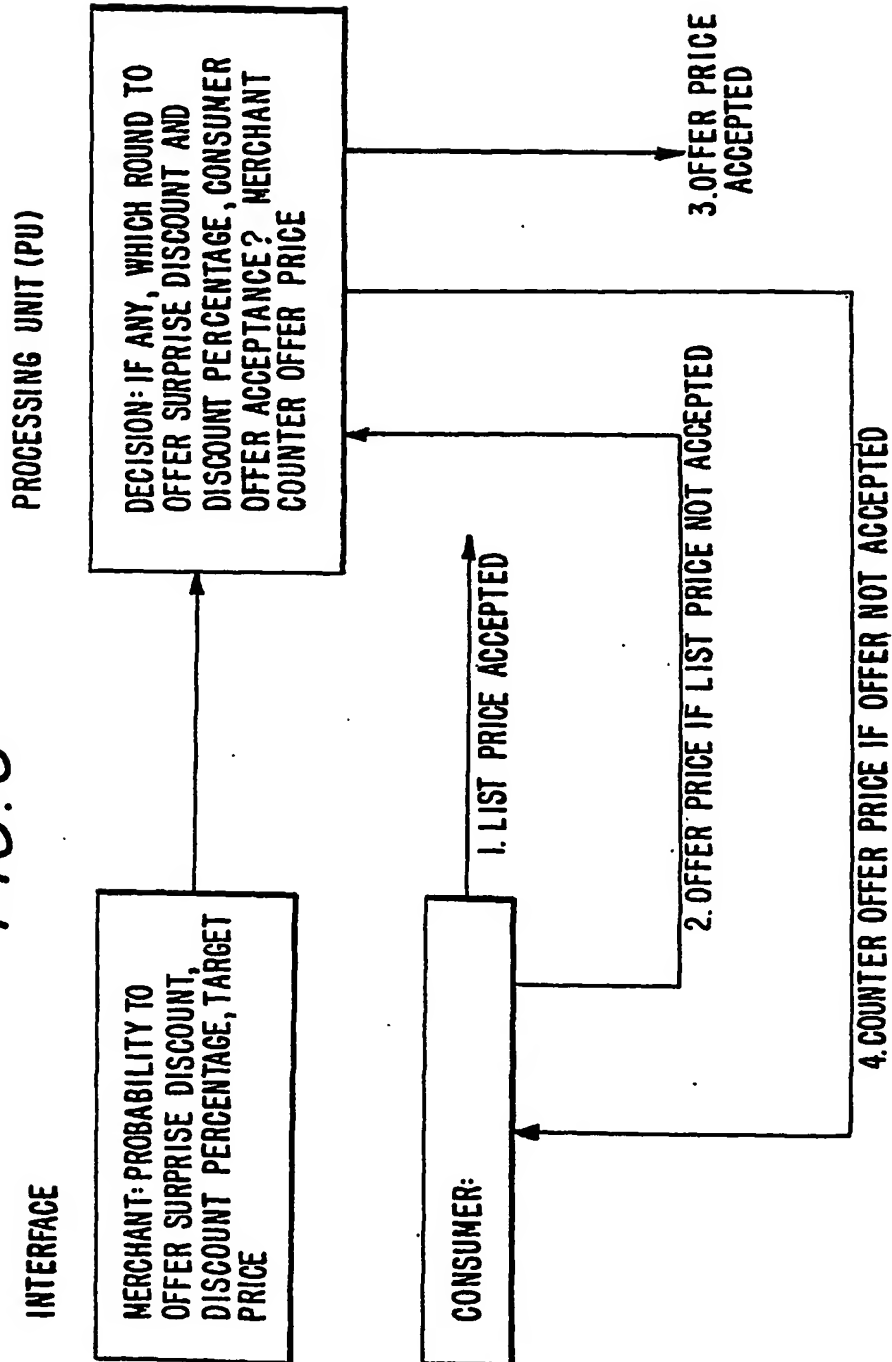 INTERFACE
PROCESSING UNIT (PU)
MERCHANT: PROBABILITY TO
OFFER SURPRISE DISCOUNT,
DISCOUNT PERCENTAGE, TARGET
PRICE
DECISION: IF ANY, WHICH ROUND TO
OFFER SURPRISE DISCOUNT AND
DISCOUNT PERCENTAGE, CONSUMER
OFFER ACCEPTANCE? MERCHANT
COUNTER OFFER PRICE
CONSUMER:
1. LIST PRICE ACCEPTED
2. OFFER PRICE IF LIST PRICE NOT ACCEPTED
3. OFFER PRICE
ACCEPTED
4. COUNTER OFFER PRICE IF OFFER NOT ACCEPTED